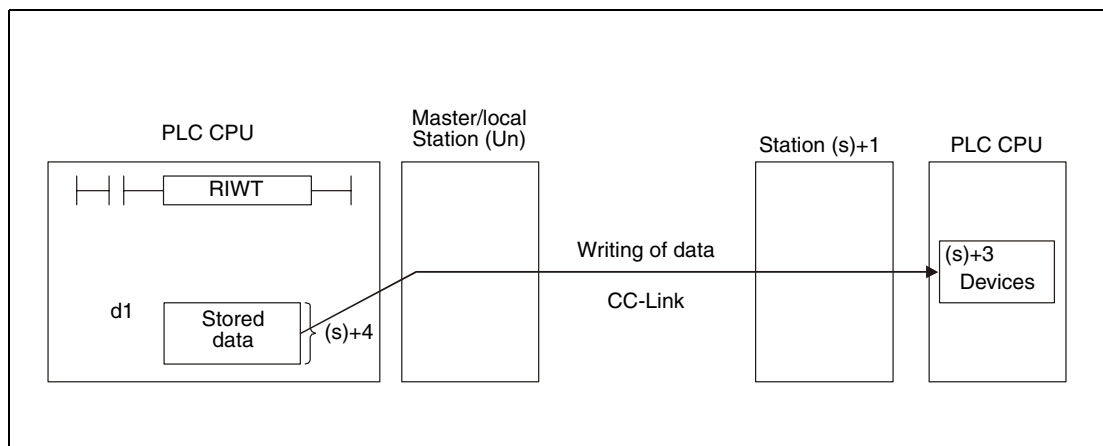 PLC CPU
Master/local
Station (Un)
Station (s)+1
PLC CPU
RIWT
Writing of data
CC-Link
(s)+3
Devices
d1
Stored
data
(s)+4